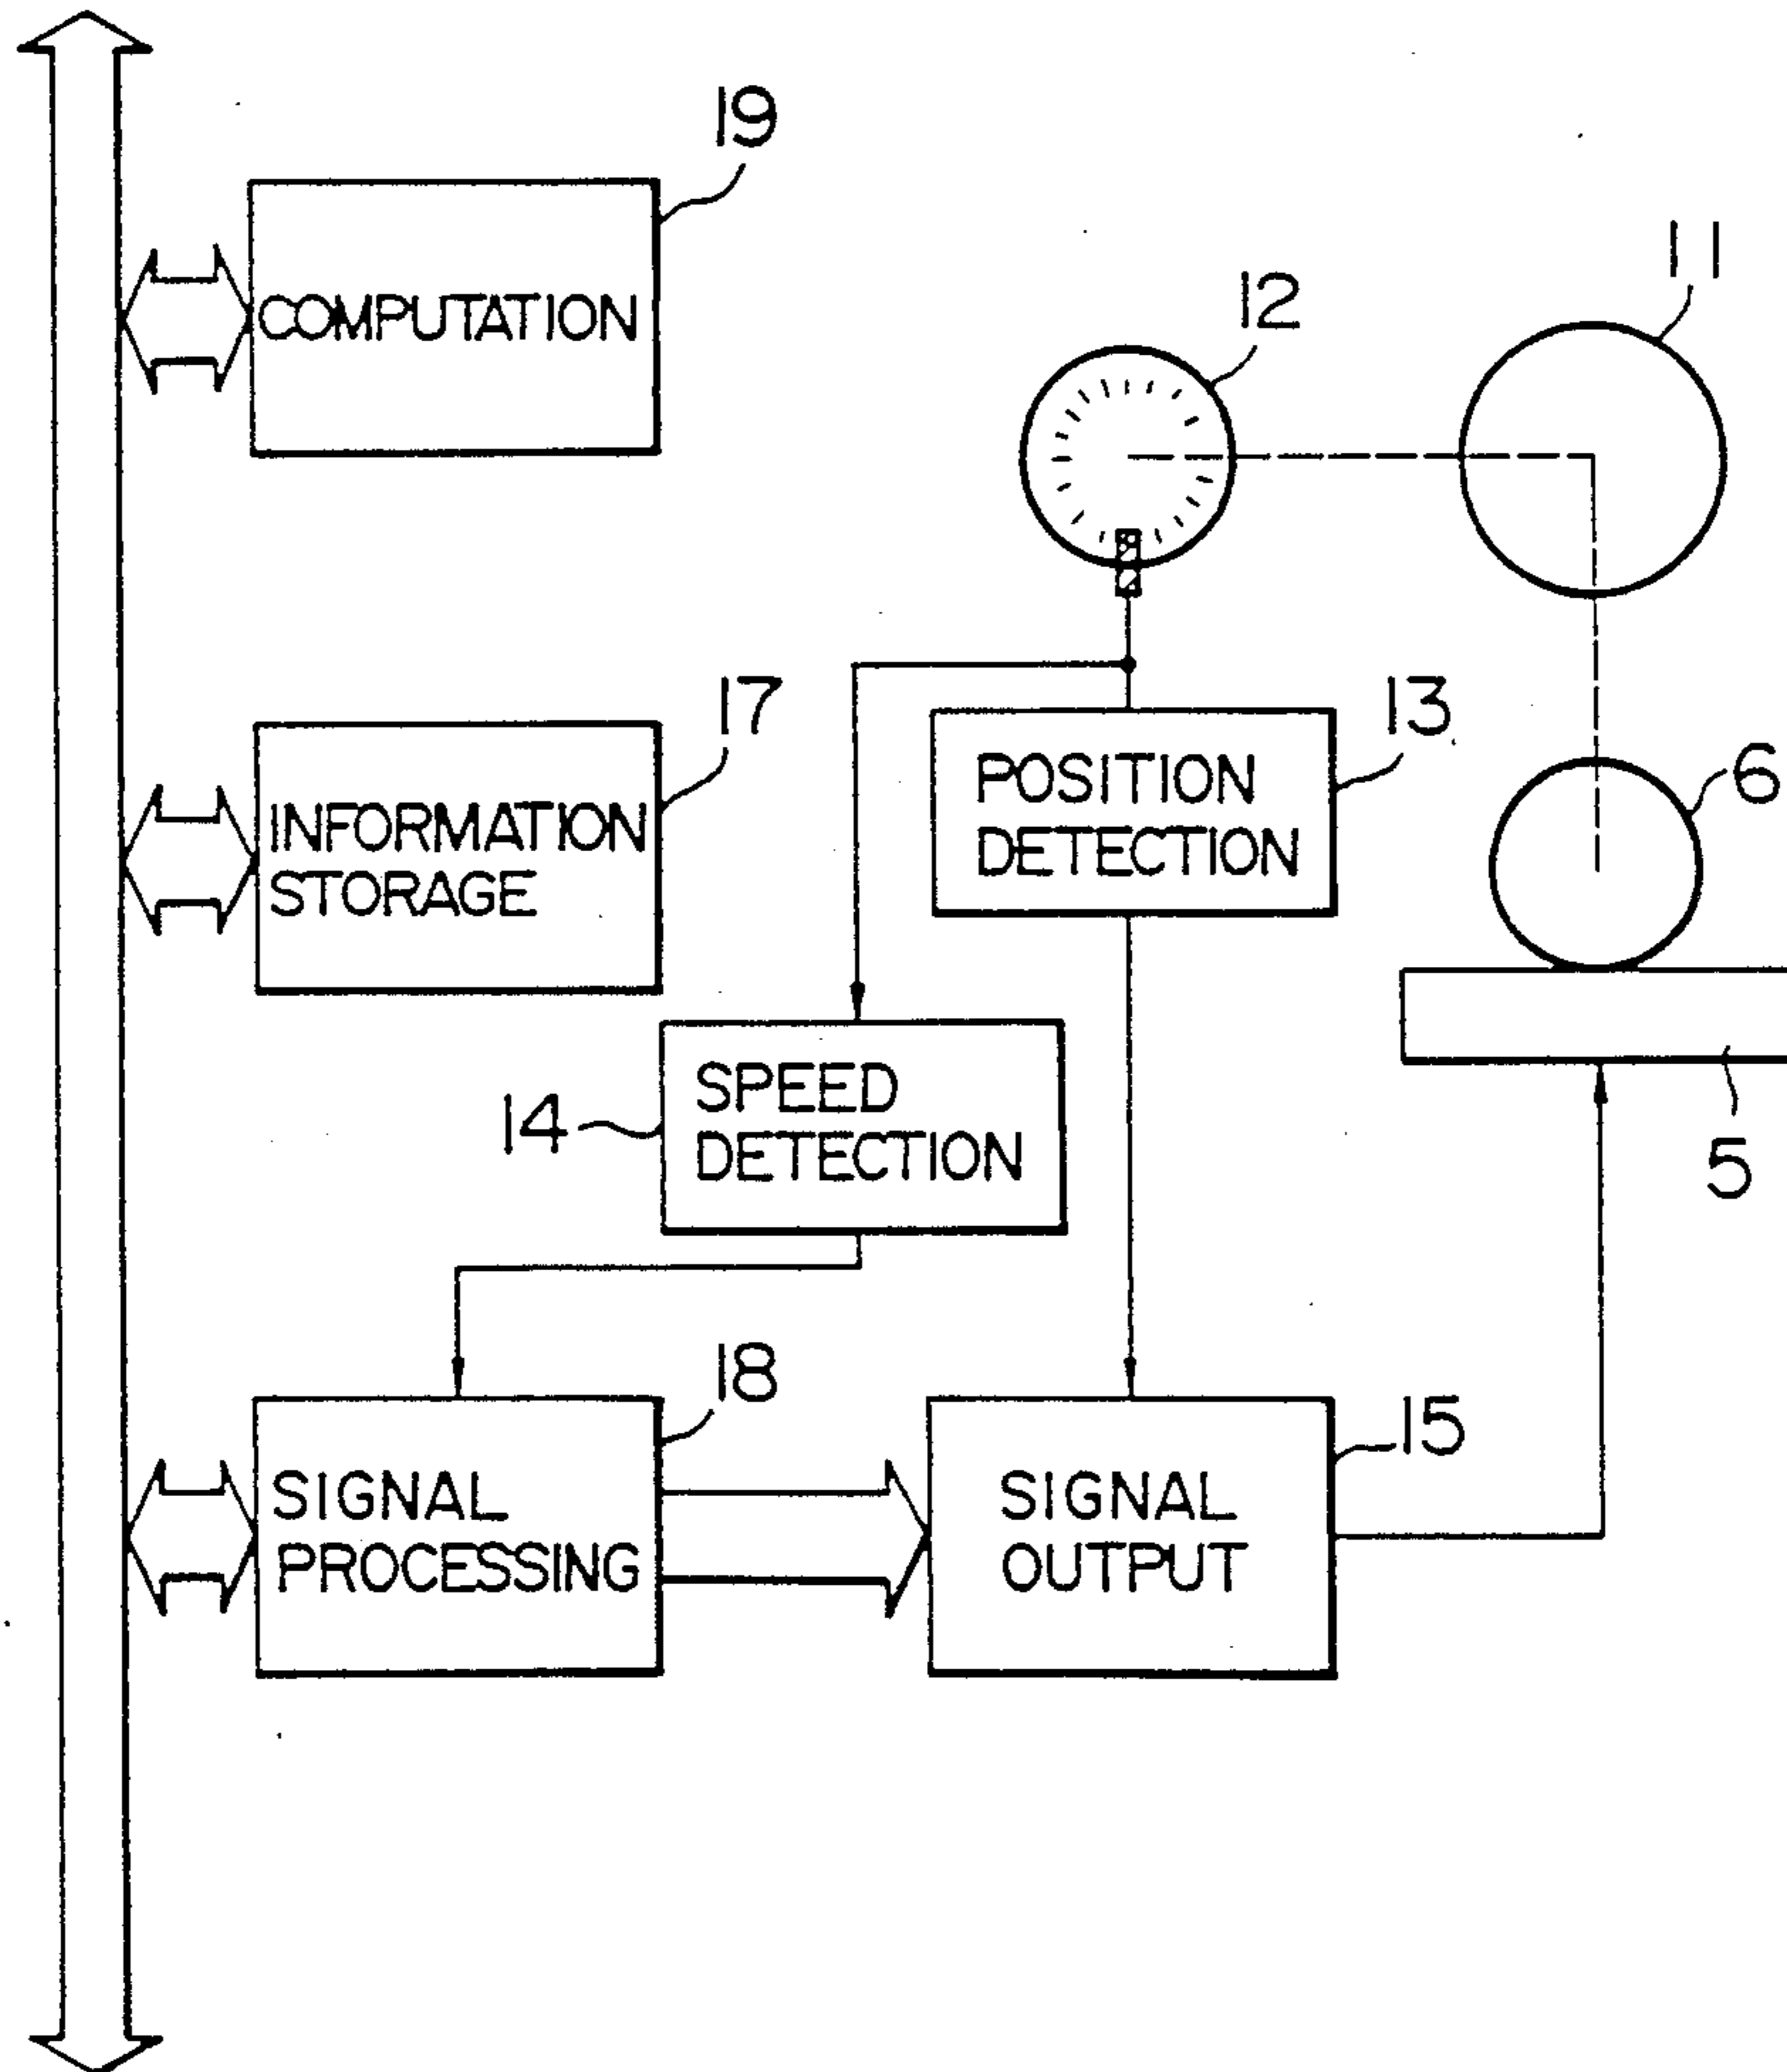 19
COMPUTATION
11
12
17
INFORMATION
STORAGE
13
POSITION
DETECTION
6
14
SPEED
DETECTION
5
18
SIGNAL
PROCESSING
15
SIGNAL
OUTPUT